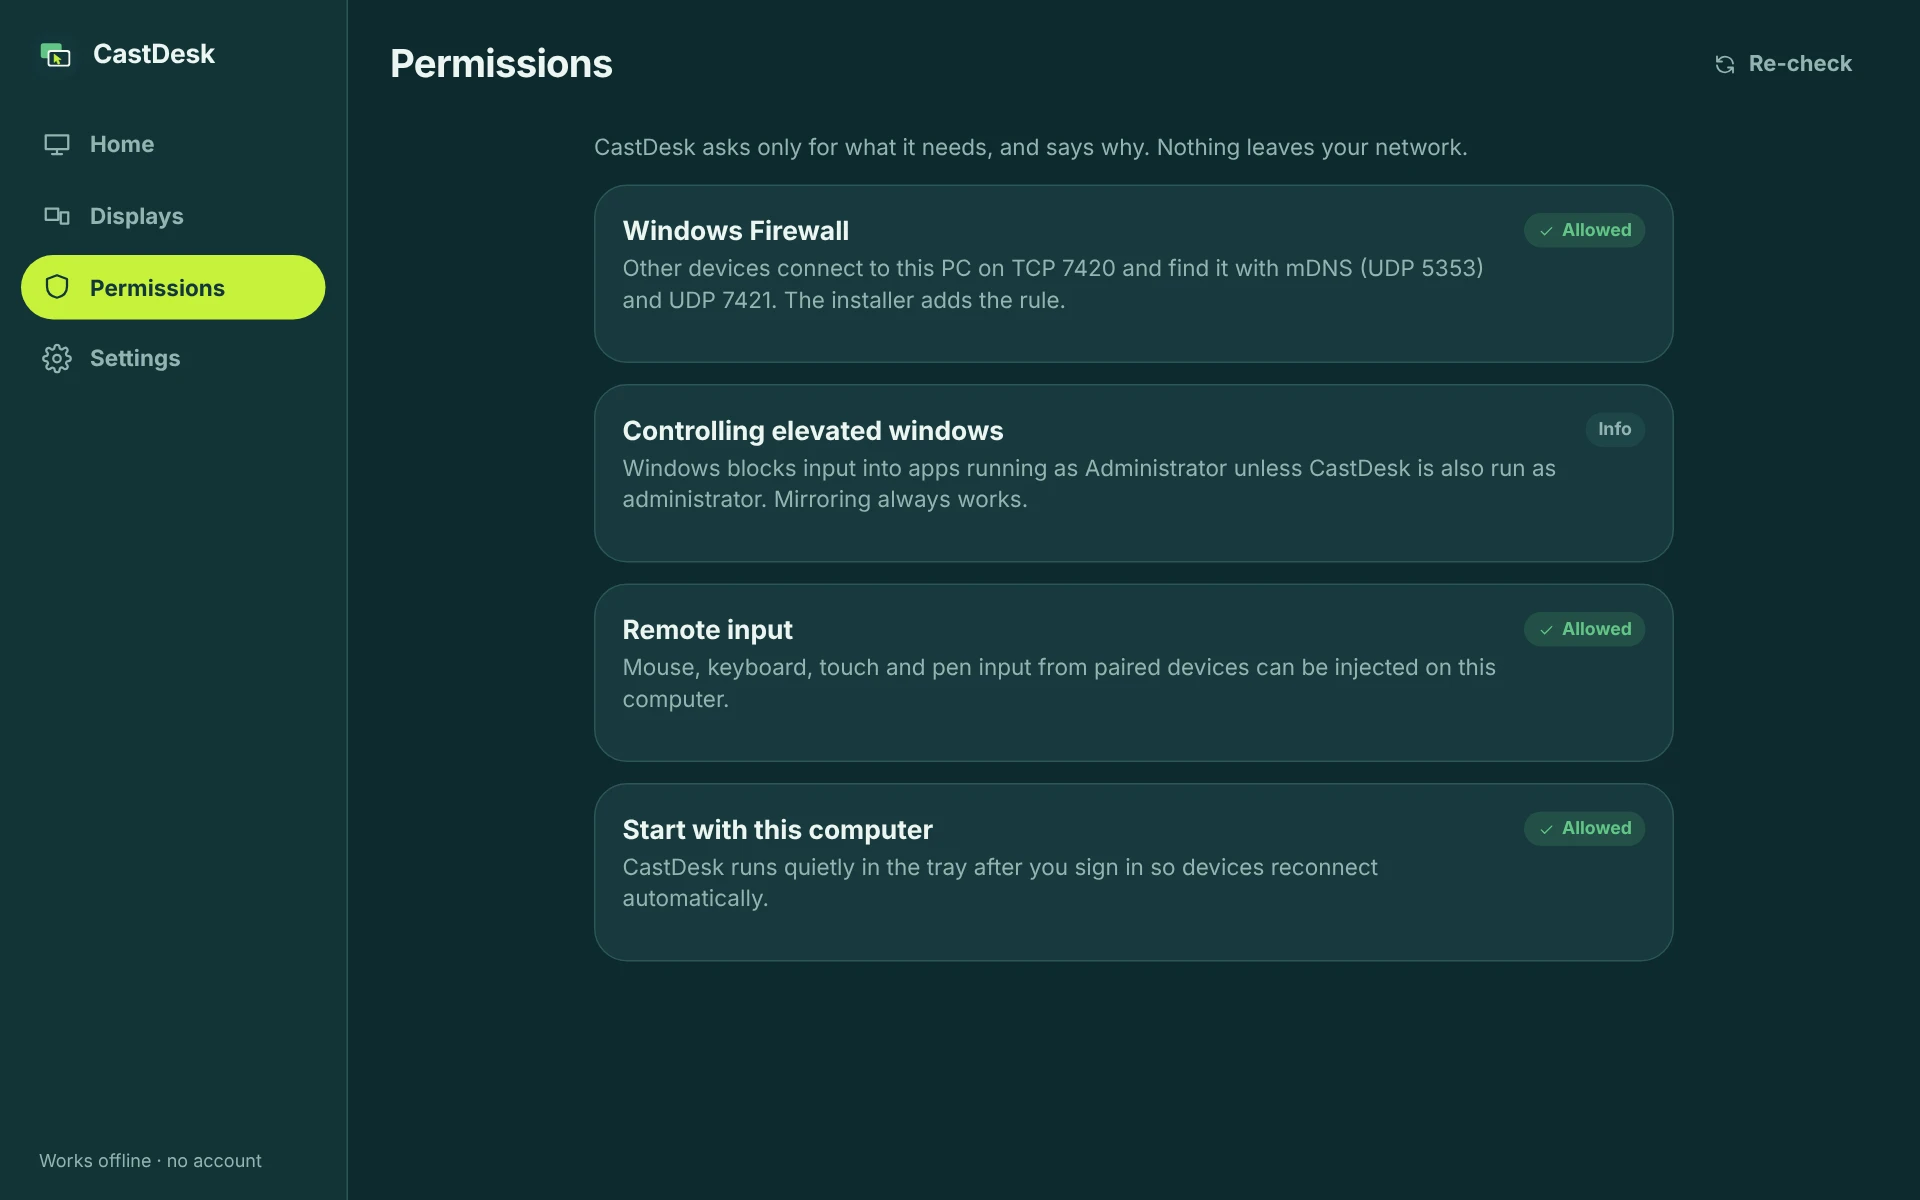 CastDesk
Home
Displays
Permissions
Settings
Works offline · no account
Permissions
Re-check
CastDesk asks only for what it needs, and says why. Nothing leaves your network.
Windows Firewall
Allowed
Other devices connect to this PC on TCP 7420 and find it with mDNS (UDP 5353)
and UDP 7421. The installer adds the rule.
Controlling elevated windows
Info
Windows blocks input into apps running as Administrator unless CastDesk is also run as
administrator. Mirroring always works.
Remote input
Allowed
Mouse, keyboard, touch and pen input from paired devices can be injected on this
computer.
Start with this computer
Allowed
CastDesk runs quietly in the tray after you sign in so devices reconnect
automatically.